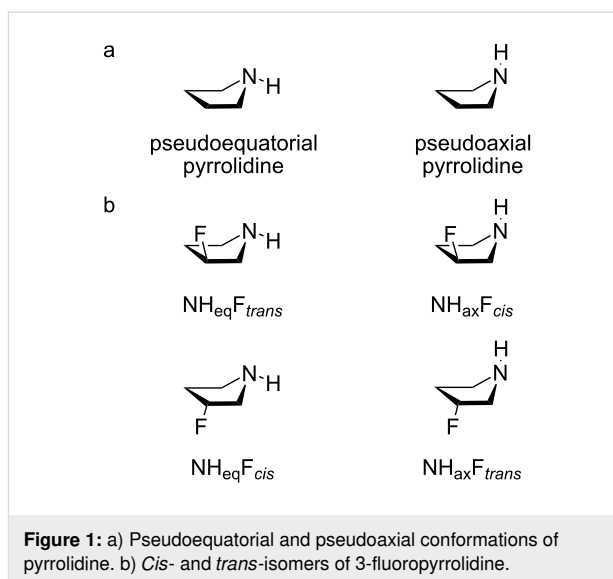 a
N H
H
N
pseudoequatorial
pyrrolidine
pseudoaxial
pyrrolidine
b
F N H
H
F N
NHeqFtrans
NHaxFcis
N H
F
H
N
F
NHeqFcis
NHaxFtrans
Figure 1: a) Pseudoequatorial and pseudoaxial conformations of
pyrrolidine. b) Cis- and trans-isomers of 3-fluoropyrrolidine.